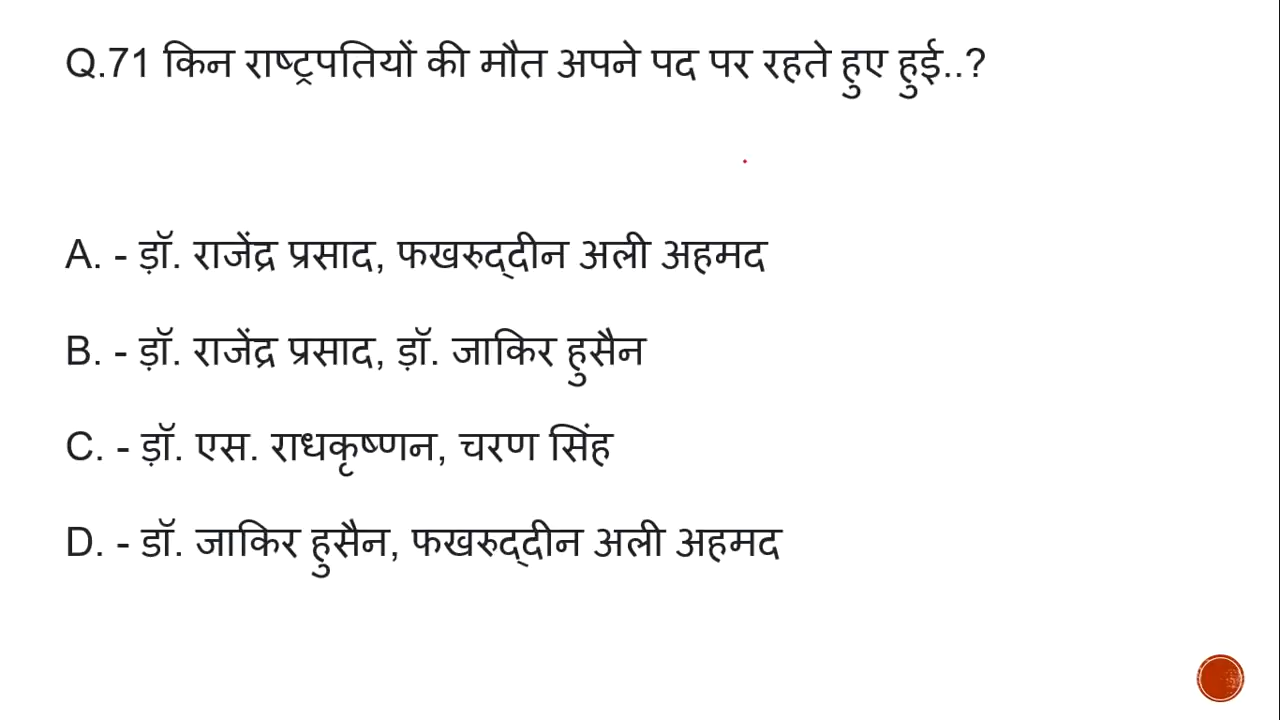 Q.71 किन राष्ट्रपतियों की मौत अपने पद पर रहते हुए हुई..?
A. - ड़ॉ. राजेंद्र प्रसाद, फखरुद्दीन अली अहमद
B. - ड़ॉ. राजेंद्र प्रसाद, ड़ॉ. जाकिर हुसैन
C. - ड़ॉ. एस. राधकृष्णन, चरण सिंह
D. - डॉ. जाकिर हुसैन, फखरुद्दीन अली अहमद